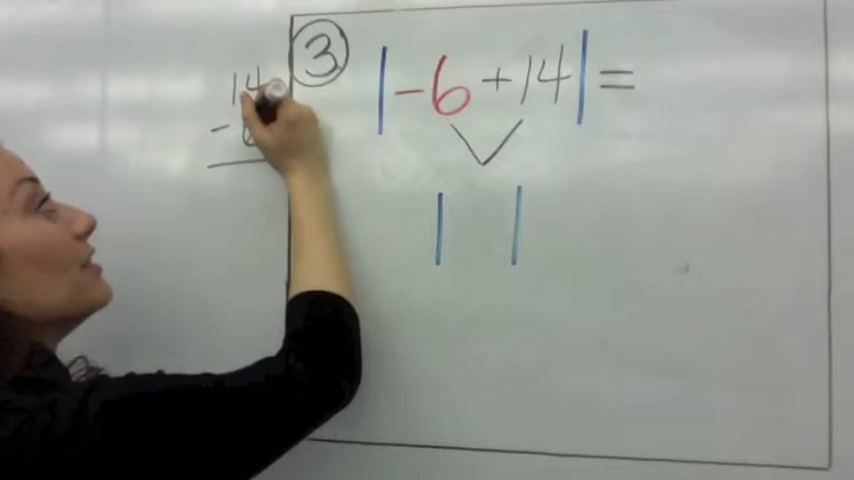 ③ |-6+14|=
14
-
| |